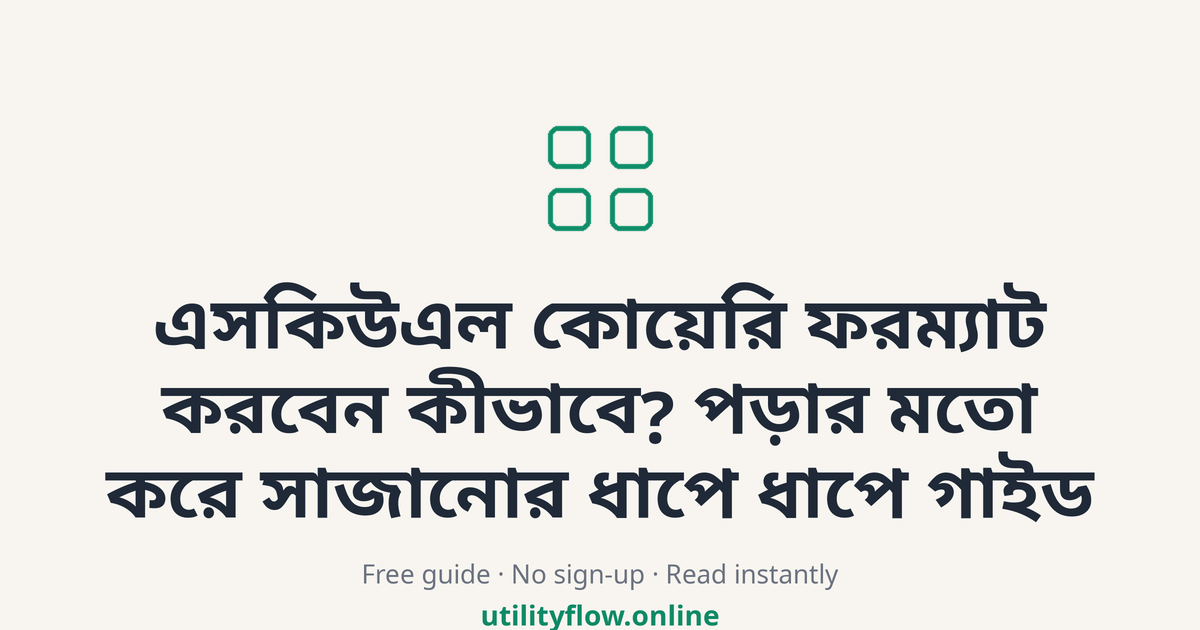 এসকিউএল কোয়েরি ফরম্যাট
করবেন কীভাবে? পড়ার মতো
করে সাজানোর ধাপে ধাপে গাইড
Free guide · No sign-up · Read instantly
utilityflow.online